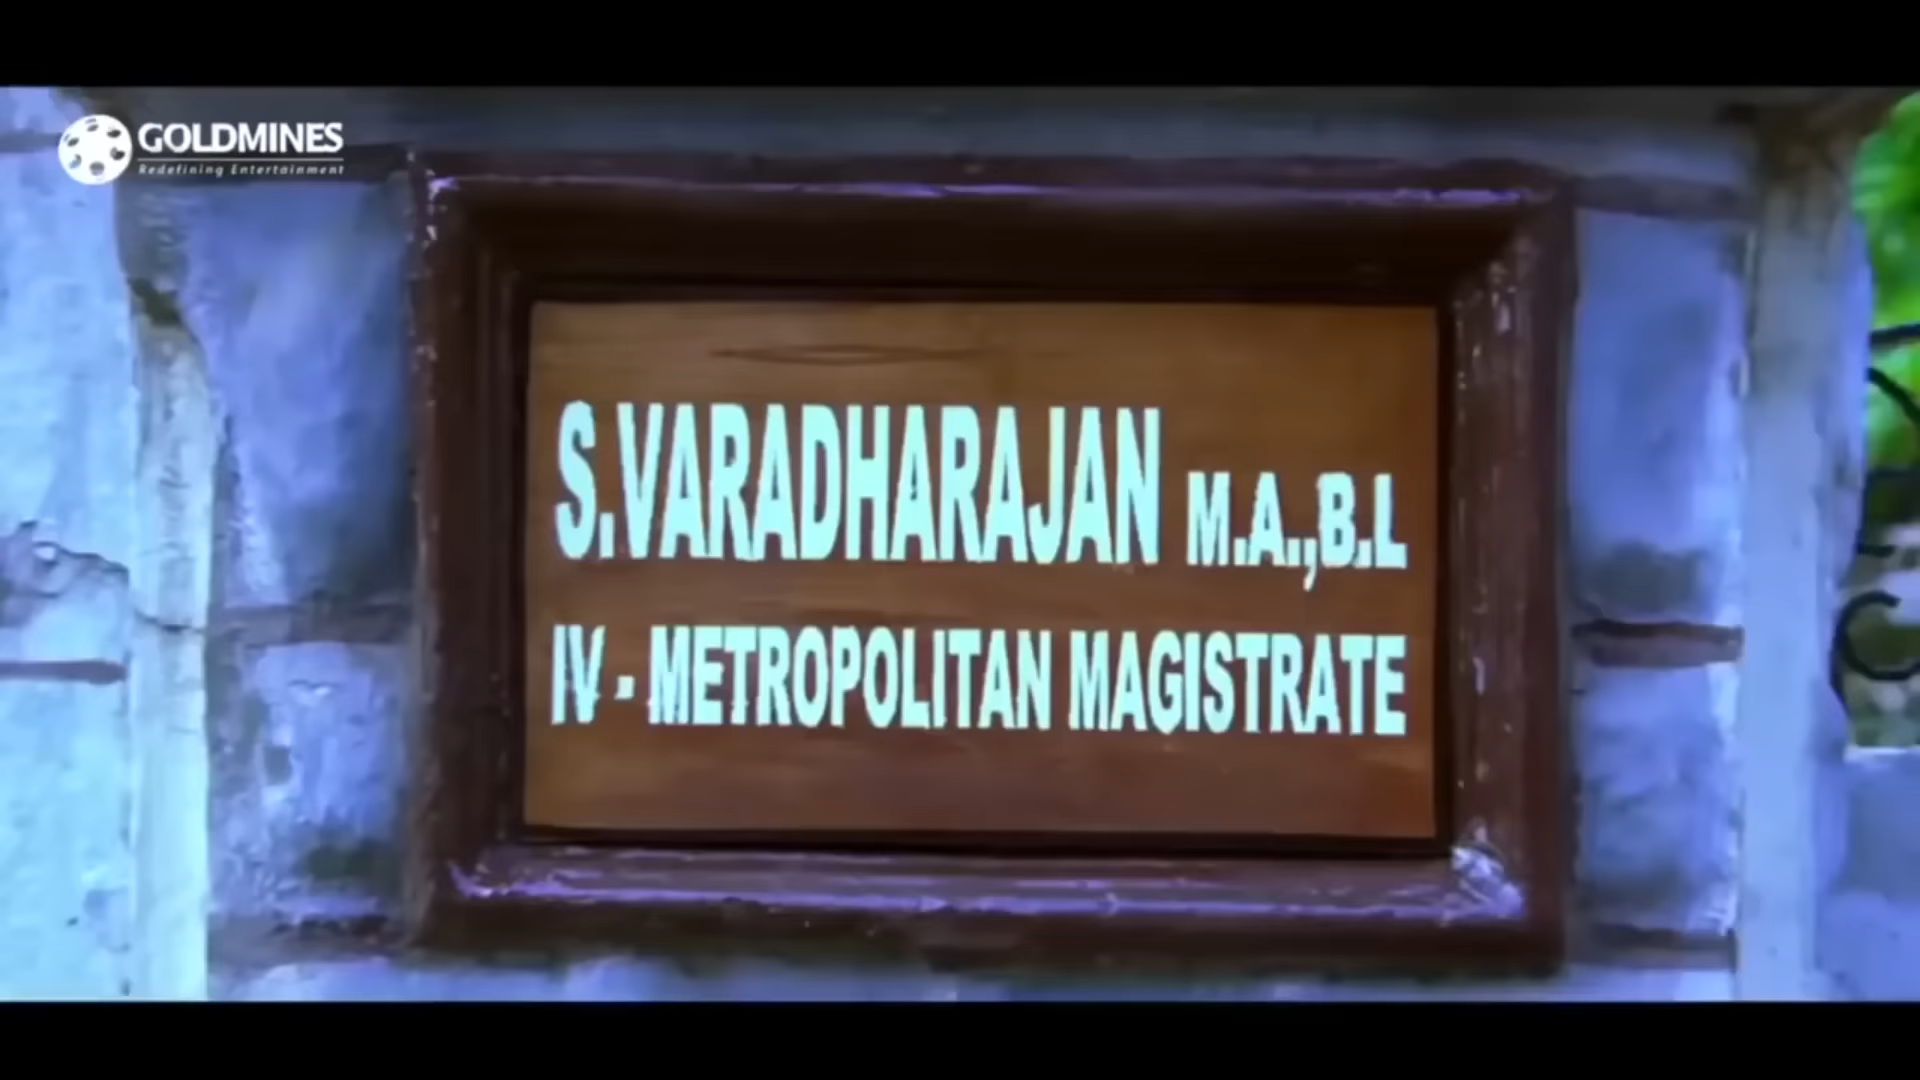 GOLDMINES
Redefining Entertainment
S.VARADHARAJAN M.A.,B.L
IV - METROPOLITAN MAGISTRATE